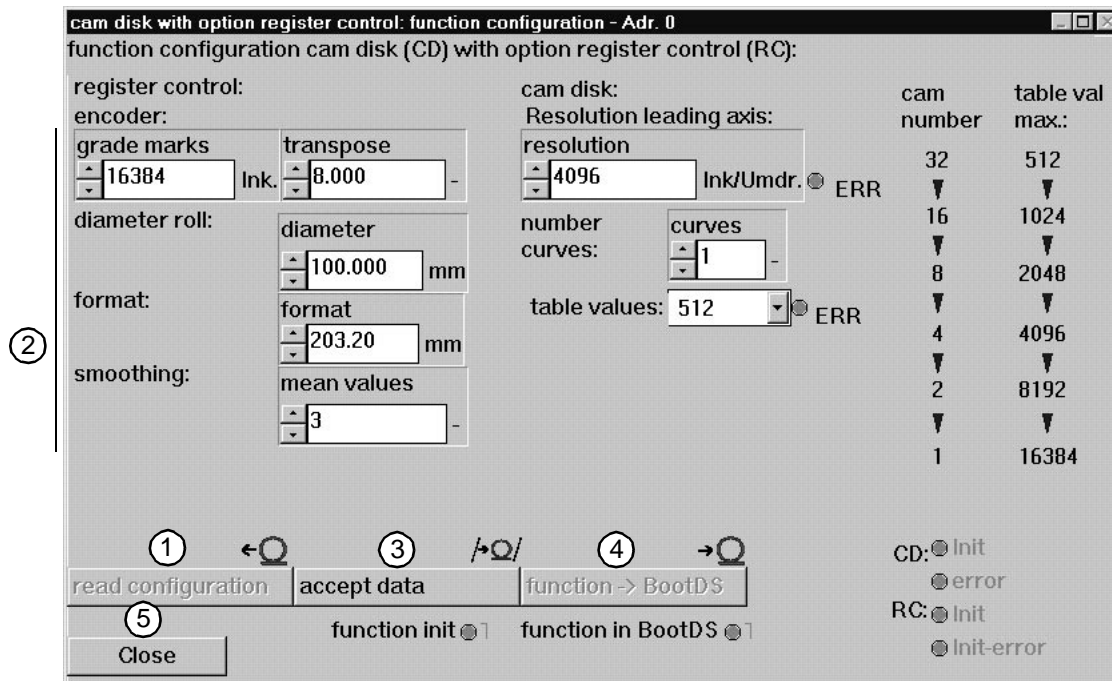 cam disk with option register control: function configuration - Adr. 0
function configuration cam disk (CD) with option register control (RC):
register control:
encoder:
grade marks
16384
Ink.
transpose
8.000
-
diameter roll:
diameter
100.000
mm
format:
format
203.20
mm
smoothing:
mean values
3
-
2
cam disk:
Resolution leading axis:
resolution
4096
Ink/Umdr.
ERR
number
curves:
curves
1
-
table values:
512
ERR
cam
number
table val
max.:
32 512
16 1024
8 2048
4 4096
2 8192
1 16384
1
3
4
read configuration
accept data
function -> BootDS
5
Close
function init
function in BootDS
CD: Init
error
RC: Init
Init-error